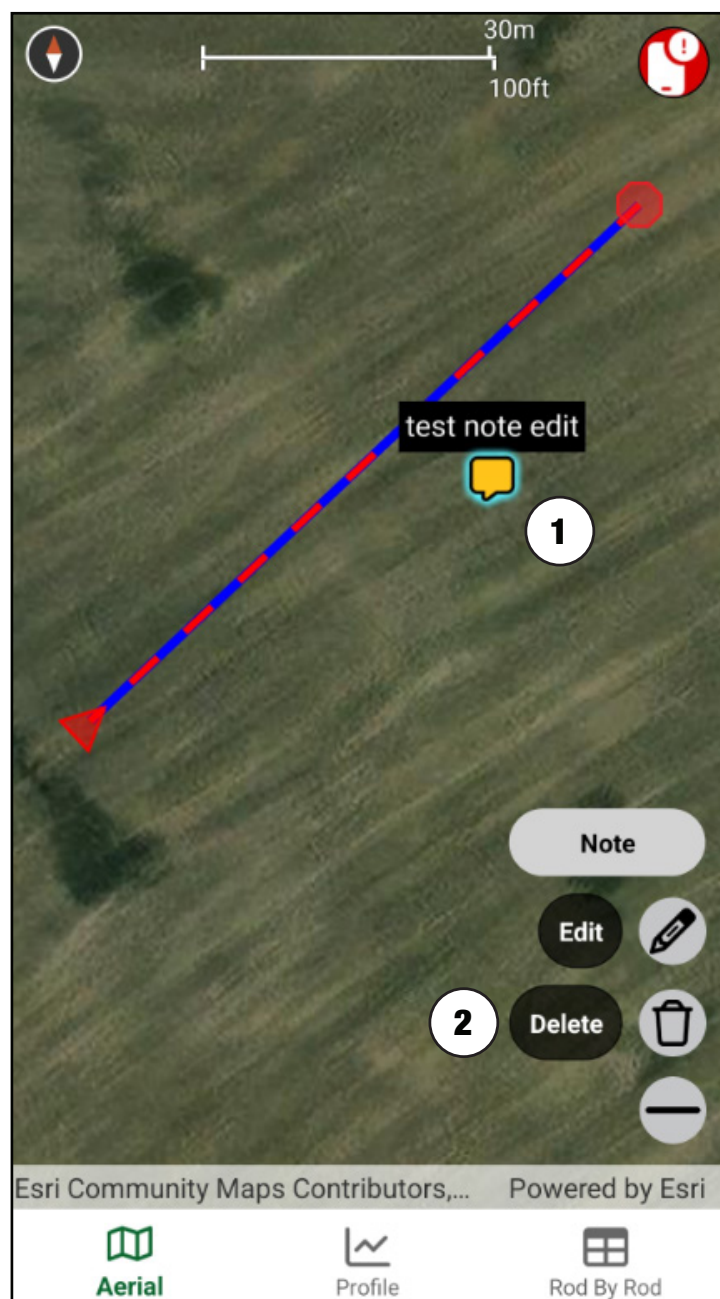 30m
100ft
!
test note edit
1
Note
Edit
2
Delete
Esri Community Maps Contributors,... Powered by Esri
Aerial
Profile
Rod By Rod